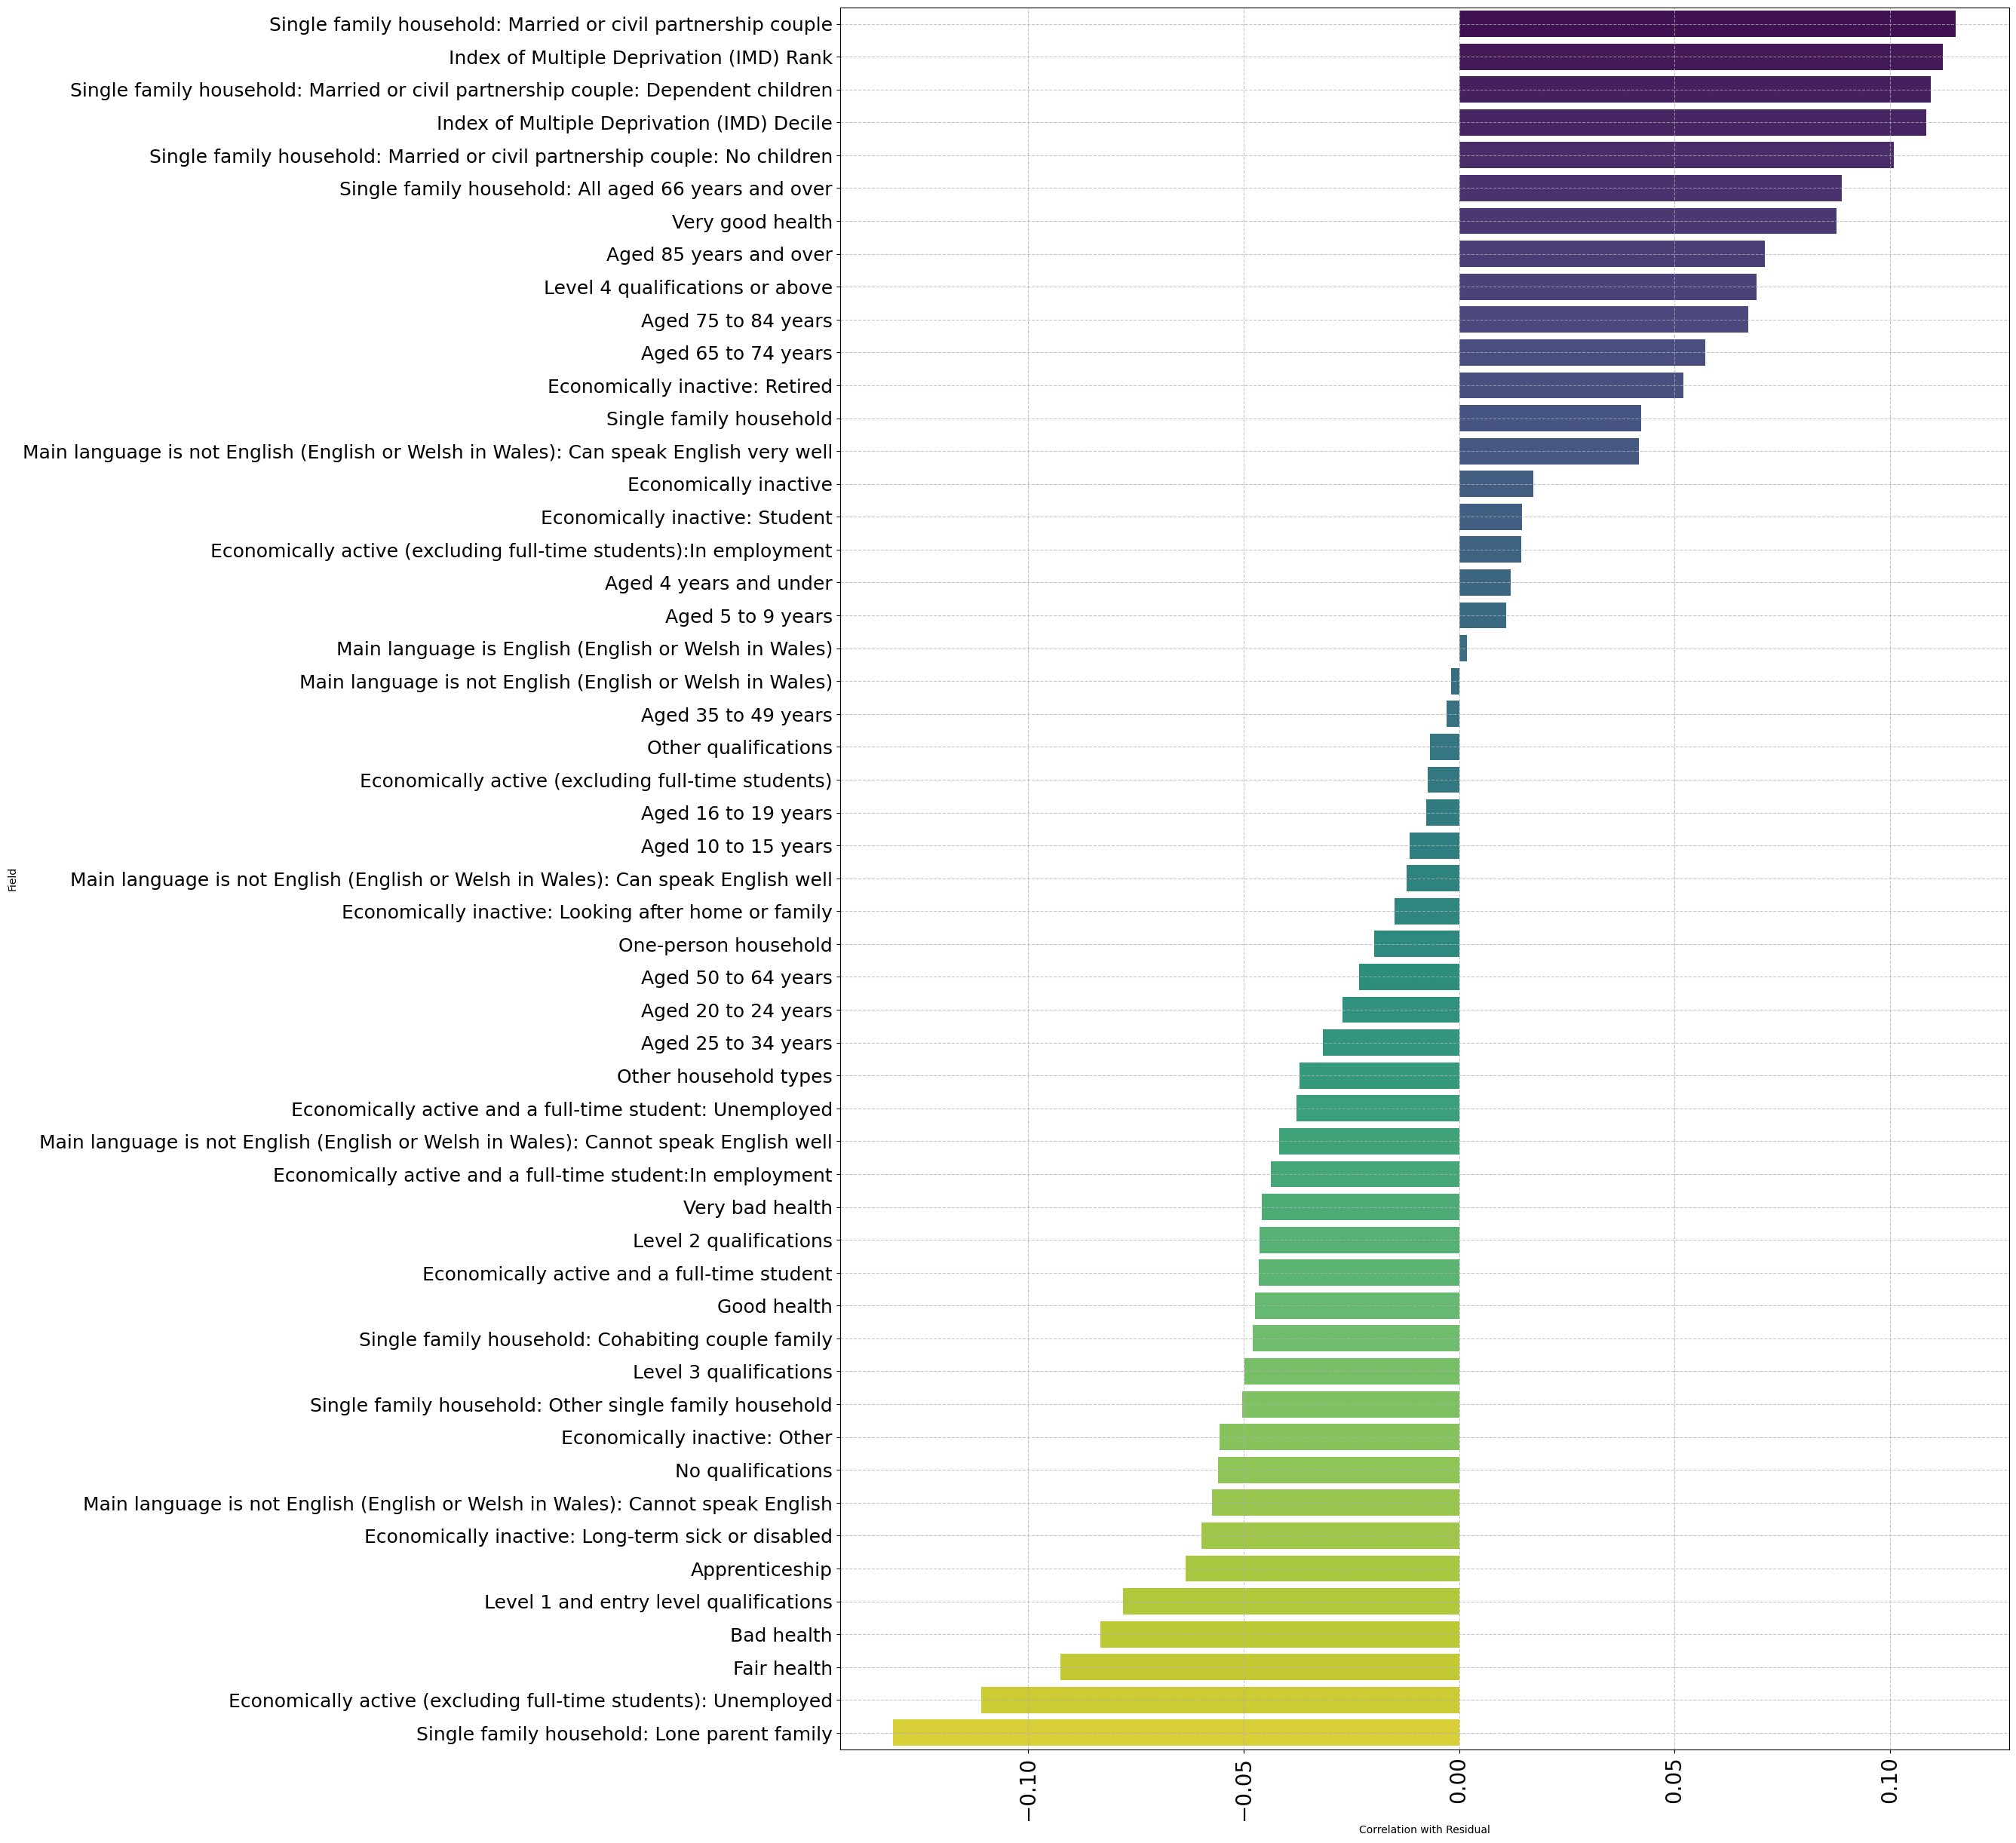 Single family household: Married or civil partnership couple
Index of Multiple Deprivation (IMD) Rank
Single family household: Married or civil partnership couple: Dependent children
Index of Multiple Deprivation (IMD) Decile
Single family household: Married or civil partnership couple: No children
Single family household: All aged 66 years and over
Very good health
Aged 85 years and over
Level 4 qualifications or above
Aged 75 to 84 years
Aged 65 to 74 years
Economically inactive: Retired
Single family household
Main language is not English (English or Welsh in Wales): Can speak English very well
Economically inactive
Economically inactive: Student
Economically active (excluding full-time students):In employment
Aged 4 years and under
Aged 5 to 9 years
Main language is English (English or Welsh in Wales)
Main language is not English (English or Welsh in Wales)
Aged 35 to 49 years
Other qualifications
Economically active (excluding full-time students)
Aged 16 to 19 years
Aged 10 to 15 years
Main language is not English (English or Welsh in Wales): Can speak English well
Economically inactive: Looking after home or family
One-person household
Aged 50 to 64 years
Aged 20 to 24 years
Aged 25 to 34 years
Other household types
Economically active and a full-time student: Unemployed
Main language is not English (English or Welsh in Wales): Cannot speak English well
Economically active and a full-time student:In employment
Very bad health
Level 2 qualifications
Economically active and a full-time student
Good health
Single family household: Cohabiting couple family
Level 3 qualifications
Single family household: Other single family household
Economically inactive: Other
No qualifications
Main language is not English (English or Welsh in Wales): Cannot speak English
Economically inactive: Long-term sick or disabled
Apprenticeship
Level 1 and entry level qualifications
Bad health
Fair health
Economically active (excluding full-time students): Unemployed
Single family household: Lone parent family
Field
−0.10
−0.05
0.00
0.05
0.10
Correlation with Residual